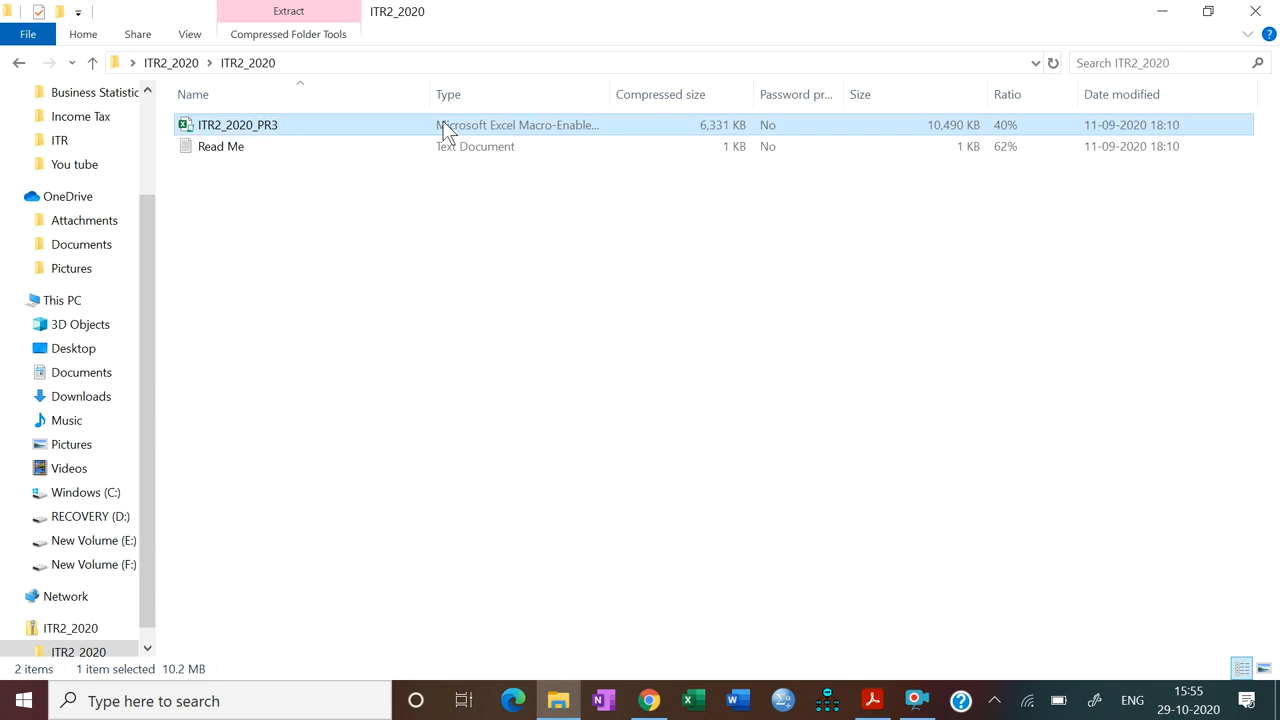 Extract
ITR2_2020
File
Home
Share
View
Compressed Folder Tools
ITR2_2020
ITR2_2020
Search ITR2_2020
Name
Type
Compressed size
Password pr...
Size
Ratio
Date modified
ITR2_2020_PR3
Microsoft Excel Macro-Enable...
6,331 KB
No
10,490 KB
40%
11-09-2020 18:10
Read Me
Text Document
1 KB
No
1 KB
62%
11-09-2020 18:10
Business Statistic
Income Tax
ITR
You tube
OneDrive
Attachments
Documents
Pictures
This PC
3D Objects
Desktop
Documents
Downloads
Music
Pictures
Videos
Windows (C:)
RECOVERY (D:)
New Volume (E:)
New Volume (F:)
Network
ITR2_2020
ITR2_2020
2 items
1 item selected
10.2 MB
Type here to search
ENG
15:55
29-10-2020